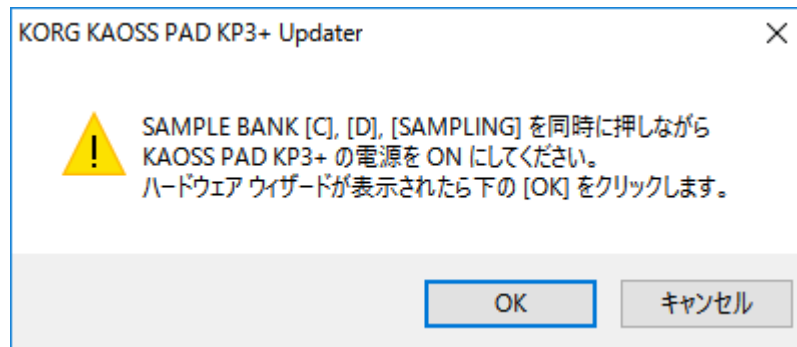 KORG KAOSS PAD KP3+ Updater
SAMPLE BANK [C], [D], [SAMPLING] を同時に押しながら
KAOSS PAD KP3+ の電源を ON にしてください。
ハードウェア ウィザードが表示されたら下の [OK] をクリックします。
OK
キャンセル